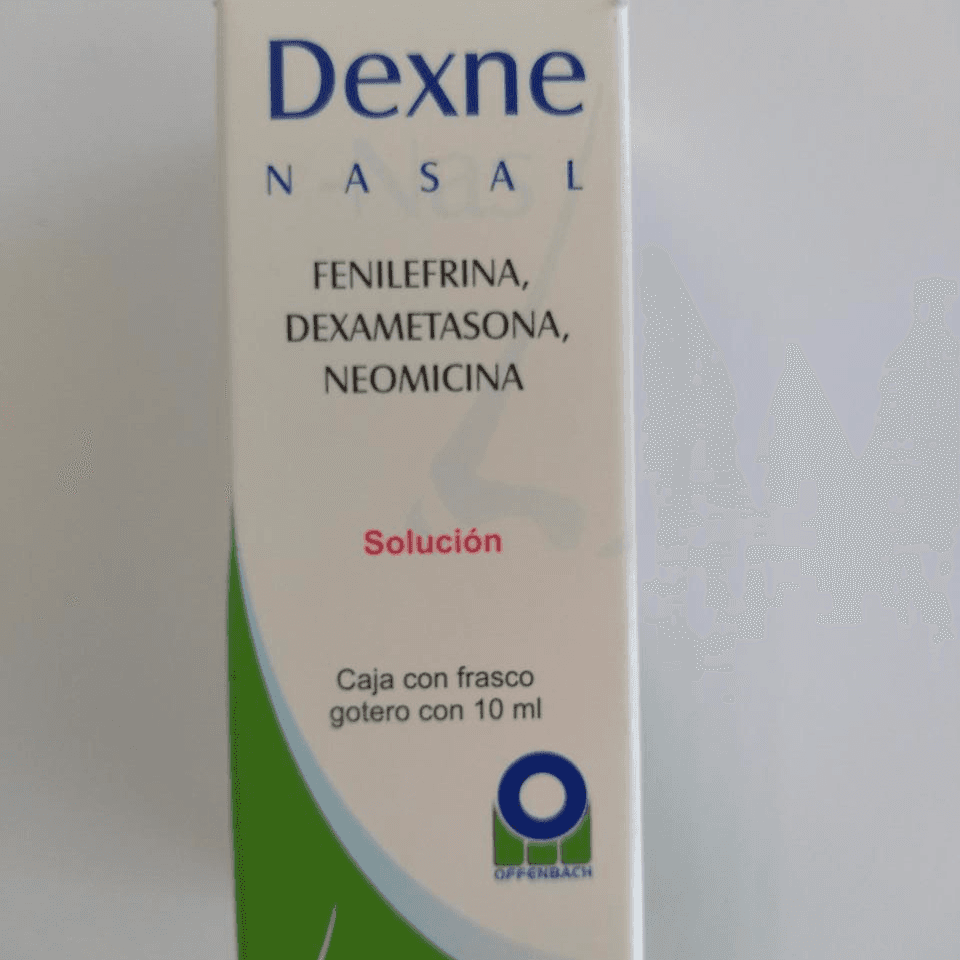 Dexne
NASAL
FENILEFRINA,
DEXAMETASONA,
NEOMICINA
Solución
Caja con frasco
gotero con 10 ml
OFFENBACH